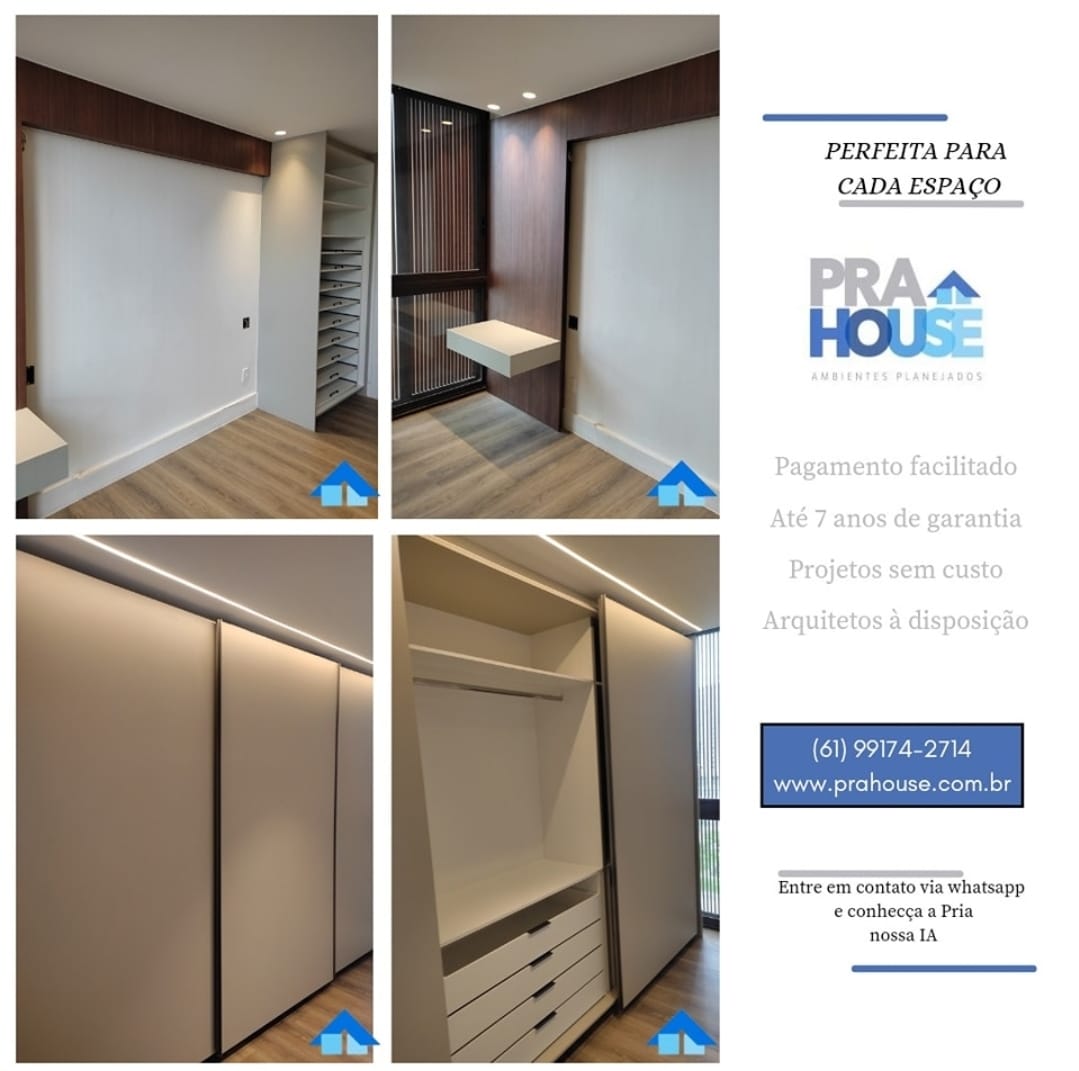 PERFEITA PARA
CADA ESPAÇO
PRA
HOUSE
AMBIENTES PLANEJADOS
Pagamento facilitado
Até 7 anos de garantia
Projetos sem custo
Arquitetos à disposição
(61) 99174-2714
www.prahouse.com.br
Entre em contato via whatsapp
e conhecça a Pria
nossa IA